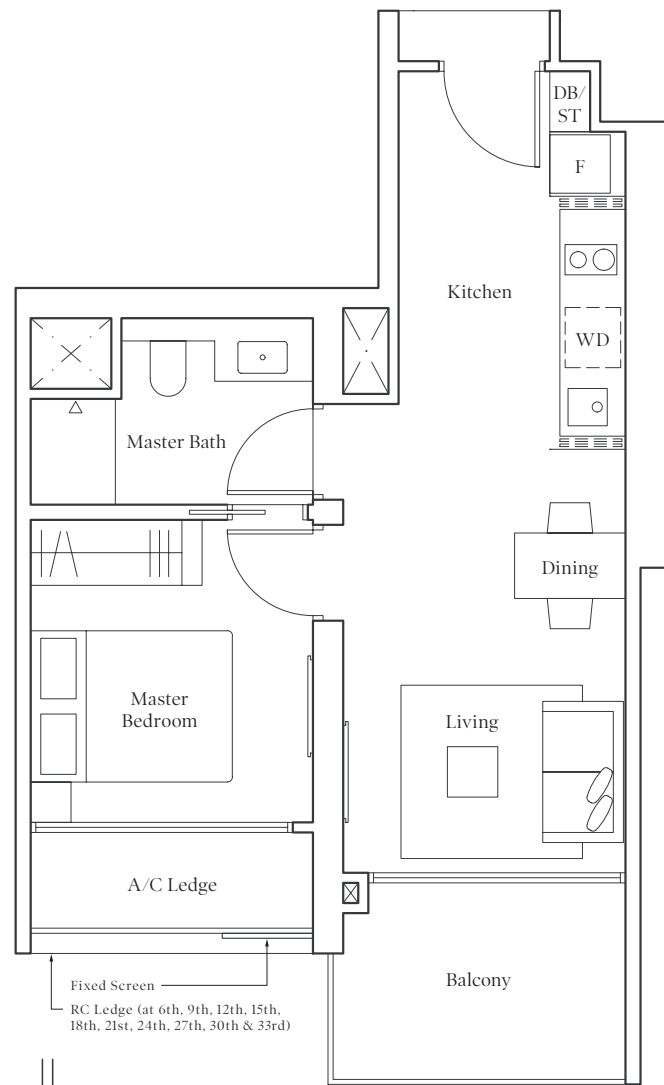 DB/
ST
F
Kitchen
WD
Master Bath
Dining
Master
Bedroom
Living
A/C Ledge
Balcony
Fixed Screen
RC Ledge (at 6th, 9th, 12th, 15th,
18th, 21st, 24th, 27th, 30th & 33rd)